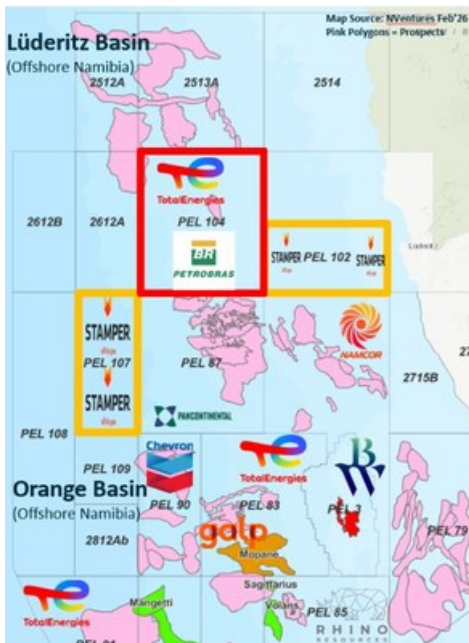 Map Source: NVentures Feb'26
Pink Polygons = Prospects
Lüderitz Basin
(Offshore Namibia)
2512A
2513A
2514
TotalEnergies
2612B
2612A
PEL 104
BR
PETROBRAS
STAMPER
PEL 102
STAMPER
STAMPER
PEL 107
STAMPER
PEL 87
NAMCOR
2715B
PEL 108
PANCONTINENTAL
PEL 109
Chevron
TotalEnergies
BW
Orange Basin
(Offshore Namibia)
PEL 90
PEL 83
PEL 3
PEL 79
galp
Mopane
2812Ab
Sagittarius
TotalEnergies
Mangetti
Volans
PEL 85
RHINO
RESOURCES